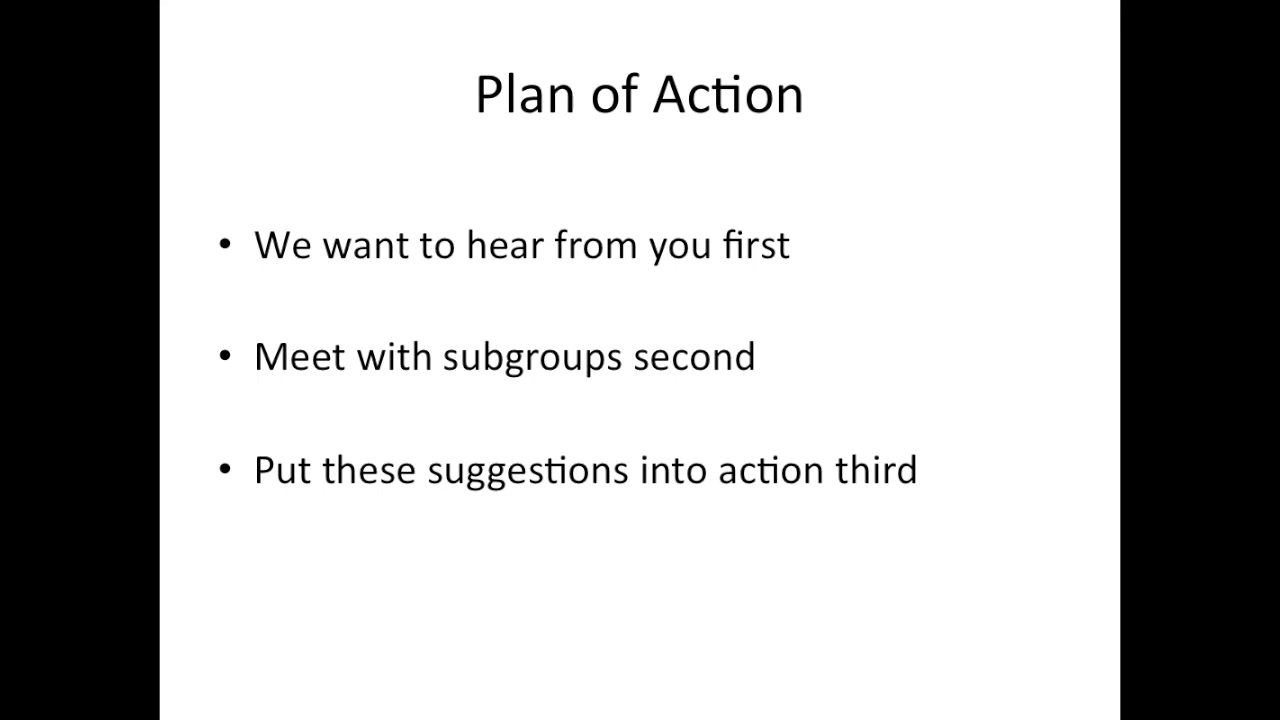 Plan of Action
• We want to hear from you first
• Meet with subgroups second
• Put these suggestions into action third